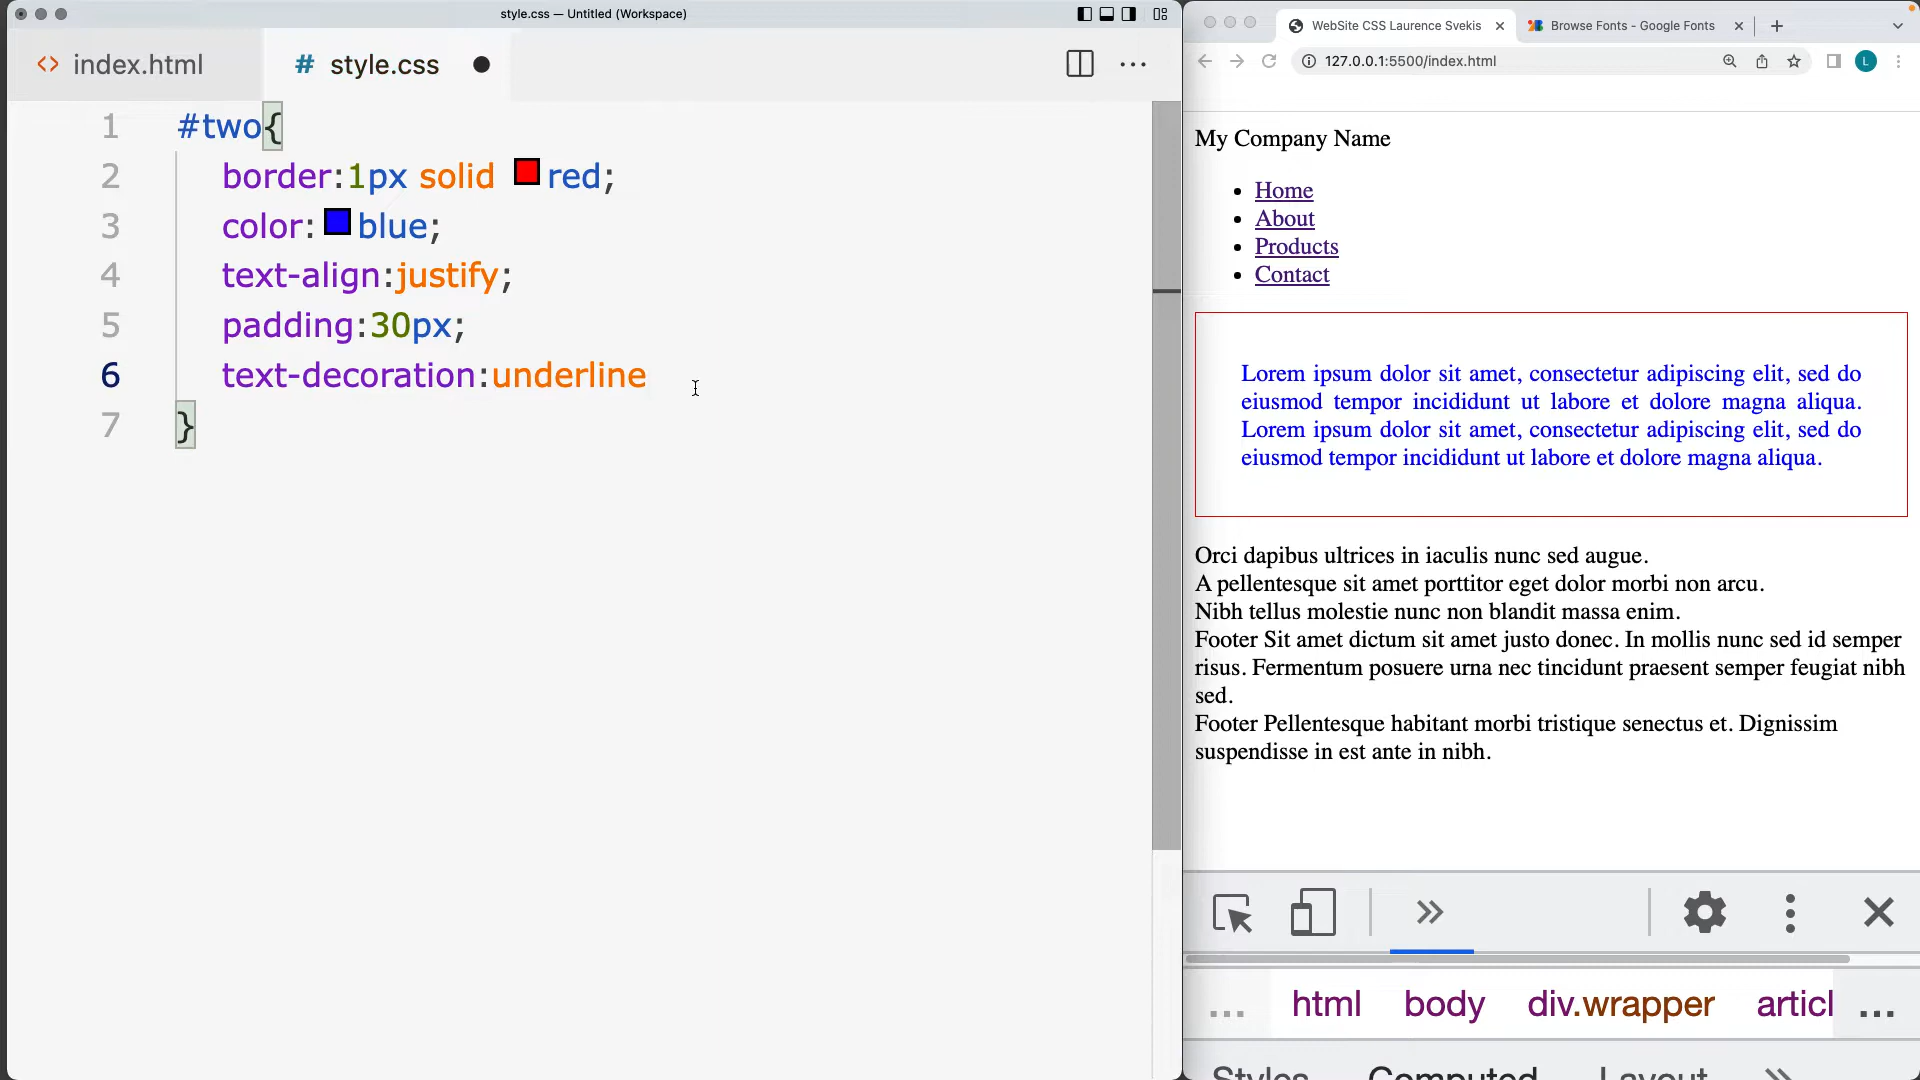 style.css — Untitled (Workspace)
index.html
# style.css
1 #two{
2 border:1px solid red;
3 color: blue;
4 text-align:justify;
5 padding:30px;
6 text-decoration:underline
7 }
WebSite CSS Laurence Svekis
Browse Fonts - Google Fonts
127.0.0.1:5500/index.html
L
My Company Name
Home
About
Products
Contact
Lorem ipsum dolor sit amet, consectetur adipiscing elit, sed do
eiusmod tempor incididunt ut labore et dolore magna aliqua.
Lorem ipsum dolor sit amet, consectetur adipiscing elit, sed do
eiusmod tempor incididunt ut labore et dolore magna aliqua.
Orci dapibus ultrices in iaculis nunc sed augue.
A pellentesque sit amet porttitor eget dolor morbi non arcu.
Nibh tellus molestie nunc non blandit massa enim.
Footer Sit amet dictum sit amet justo donec. In mollis nunc sed id semper
risus. Fermentum posuere urna nec tincidunt praesent semper feugiat nibh
sed.
Footer Pellentesque habitant morbi tristique senectus et. Dignissim
suspendisse in est ante in nibh.
... html body div.wrapper articl ...
Styles Computed Layout